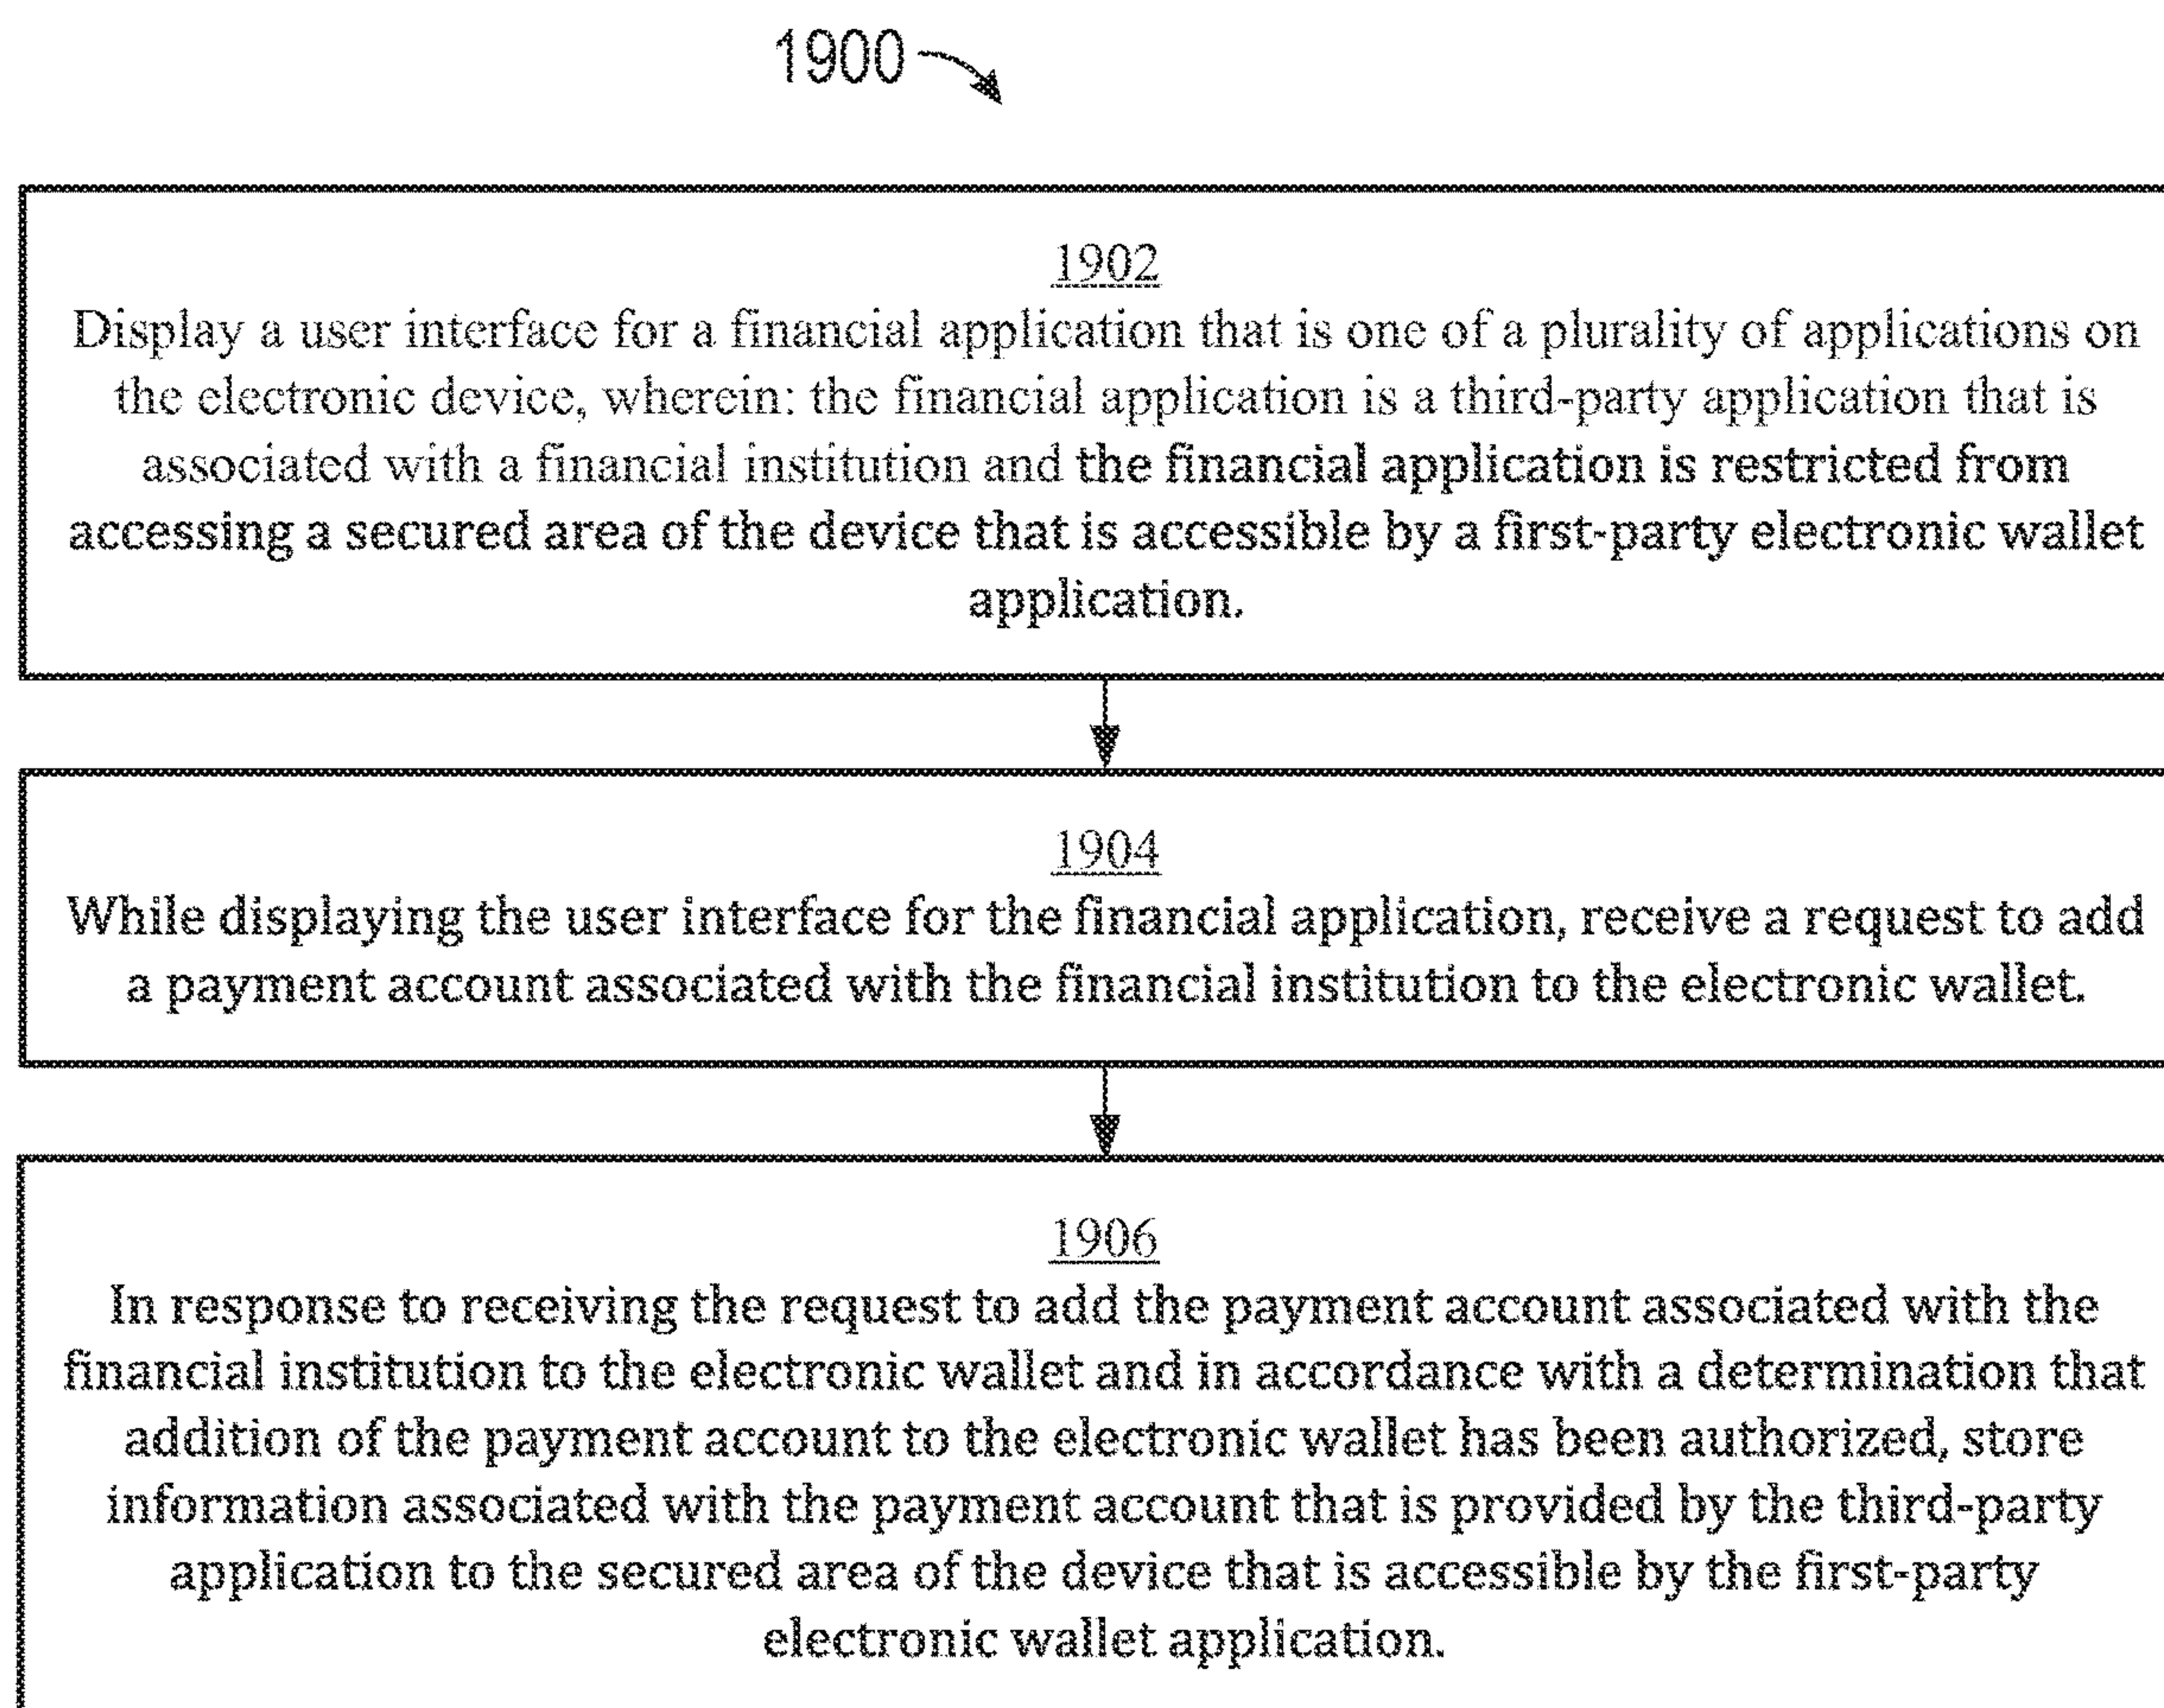 1900
1902
Display a user interface for a financial application that is one of a plurality of applications on
the electronic device, wherein: the financial application is a third-party application that is
associated with a financial institution and the financial application is restricted from
accessing a secured area of the device that is accessible by a first-party electronic wallet
application.
1904
While displaying the user interface for the financial application, receive a request to add
a payment account associated with the financial institution to the electronic wallet.
1906
In response to receiving the request to add the payment account associated with the
financial institution to the electronic wallet and in accordance with a determination that
addition of the payment account to the electronic wallet has been authorized, store
information associated with the payment account that is provided by the third-party
application to the secured area of the device that is accessible by the first-party
electronic wallet application.